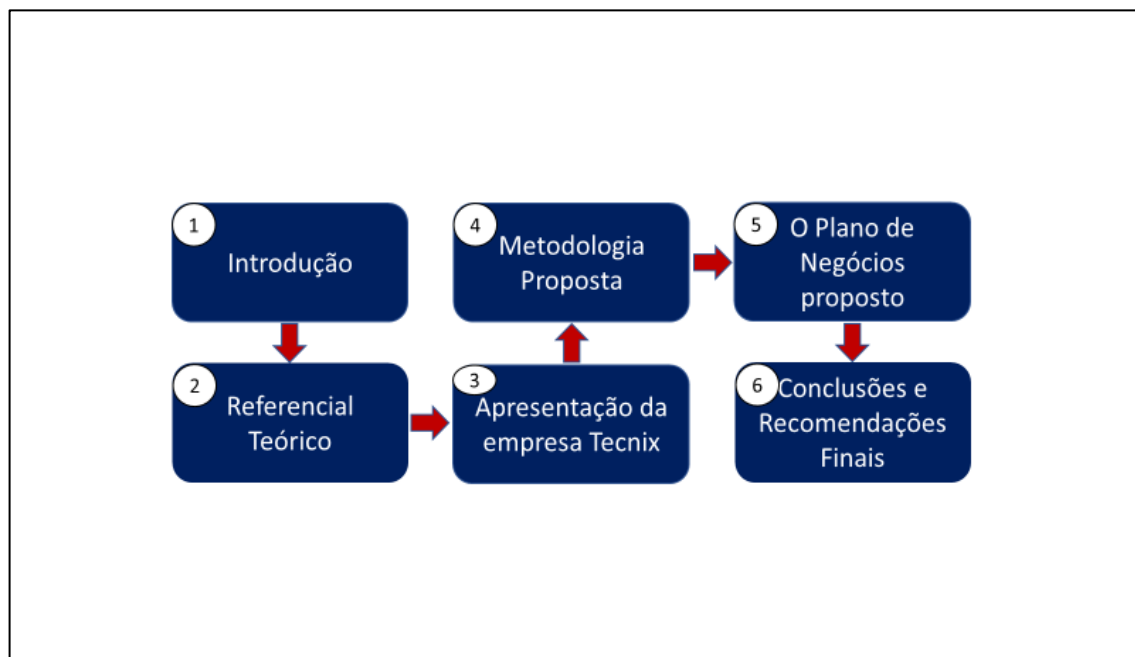 1
Introdução
2
Referencial
Teórico
3
Apresentação da
empresa Tecnix
4
Metodologia
Proposta
5
O Plano de
Negócios
proposto
6
Conclusões e
Recomendações
Finais